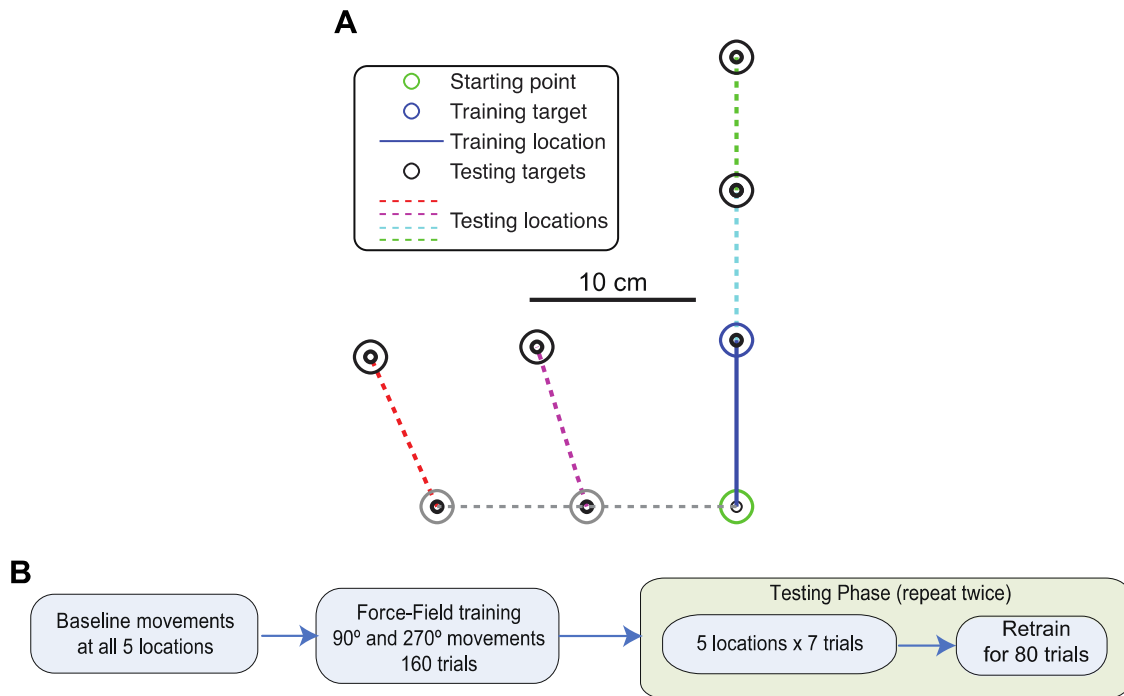 A
Starting point
Training target
Training location
Testing targets
Testing locations
10 cm
B
Baseline movements
at all 5 locations
Force-Field training
90º and 270º movements
160 trials
Testing Phase (repeat twice)
5 locations x 7 trials
Retrain
for 80 trials